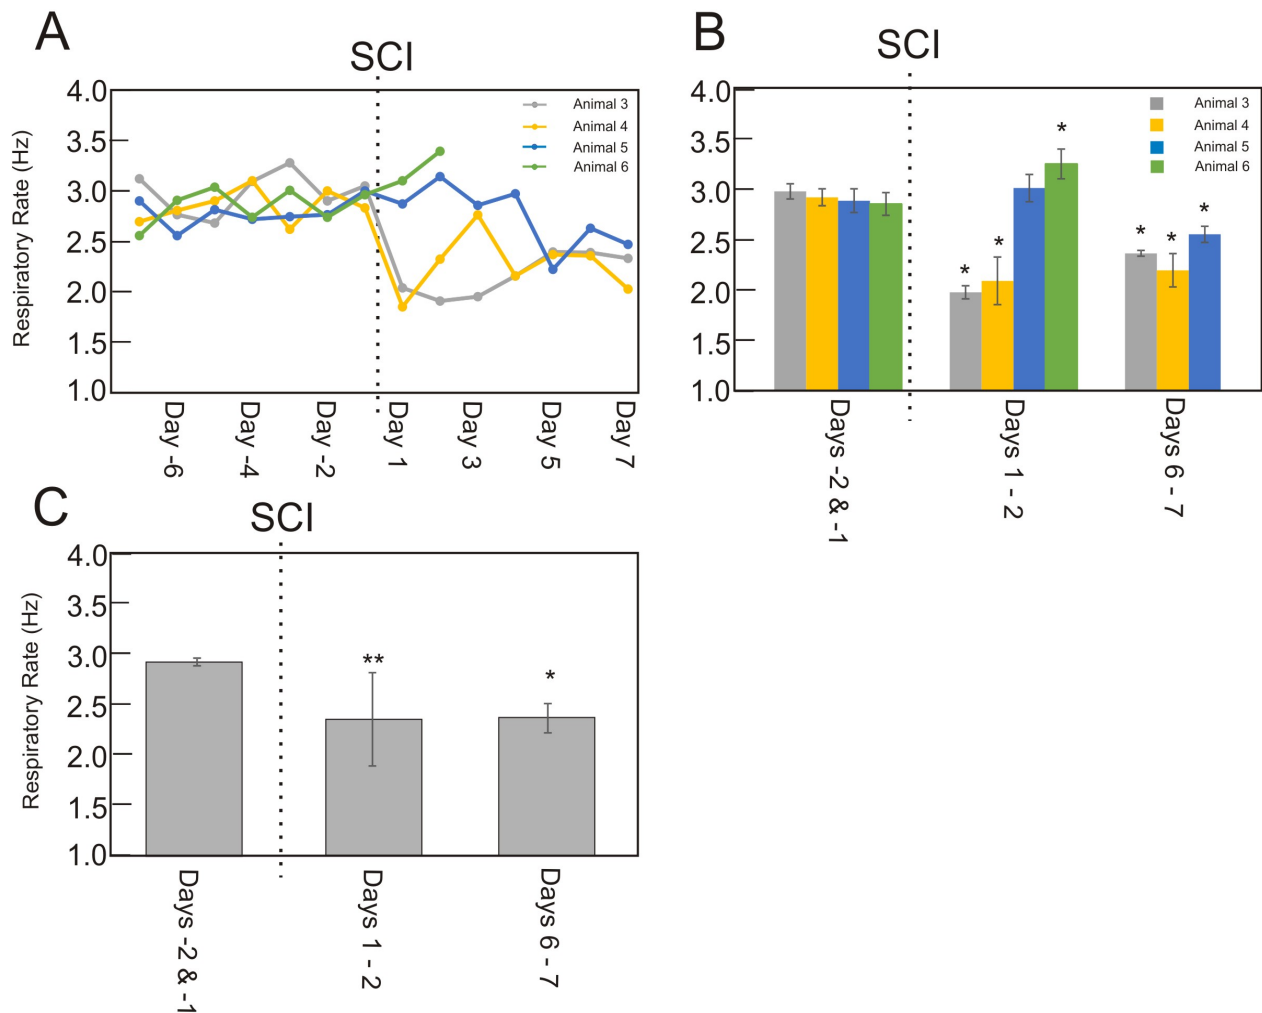 A
SCI
4.0
3.5
3.0
2.5
2.0
1.5
1.0
Respiratory Rate (Hz)
Animal 3
Animal 4
Animal 5
Animal 6
Day -6
Day -4
Day -2
Day 1
Day 3
Day 5
Day 7
B
SCI
4.0
3.5
3.0
2.5
2.0
1.5
1.0
Animal 3
Animal 4
Animal 5
Animal 6
*
*
*
*
*
*
Days -2 & -1
Days 1 - 2
Days 6 - 7
C
SCI
4.0
3.5
3.0
2.5
2.0
1.5
1.0
Respiratory Rate (Hz)
**
*
Days -2 & -1
Days 1 - 2
Days 6 - 7